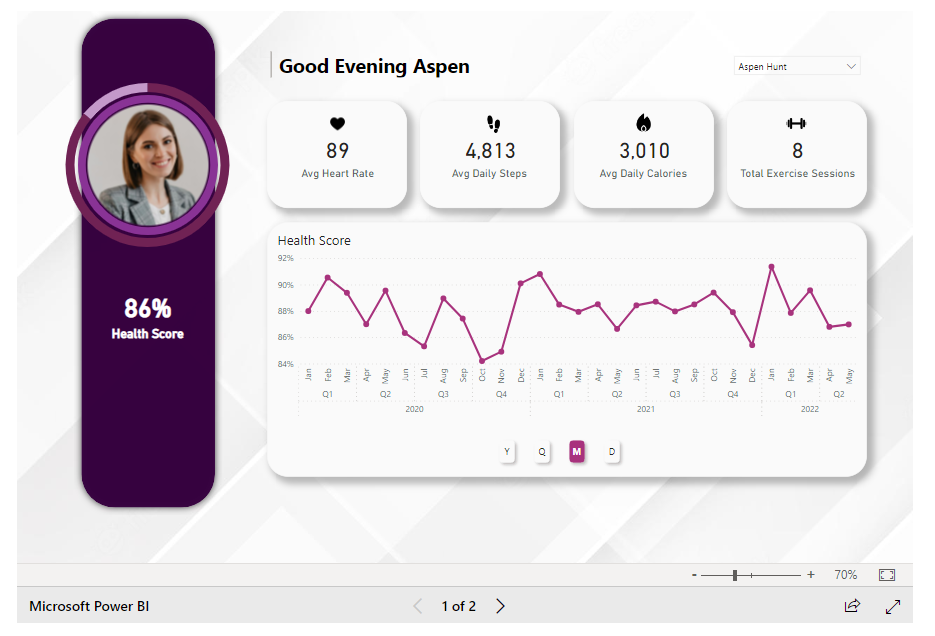 Good Evening Aspen
Aspen Hunt
89
Avg Heart Rate
4,813
Avg Daily Steps
3,010
Avg Daily Calories
8
Total Exercise Sessions
86%
Health Score
Health Score
92%
90%
88%
86%
84%
Jan Feb Mar Apr May Jun Jul Aug Sep Oct Nov Dec Jan Feb Mar Apr May Jun Jul Aug Sep Oct Nov Dec Jan Feb Mar Apr May
Q1 Q2 Q3 Q4 Q1 Q2 Q3 Q4 Q1 Q2
2020 2021 2022
Y Q M D
- + 70%
Microsoft Power BI
1 of 2